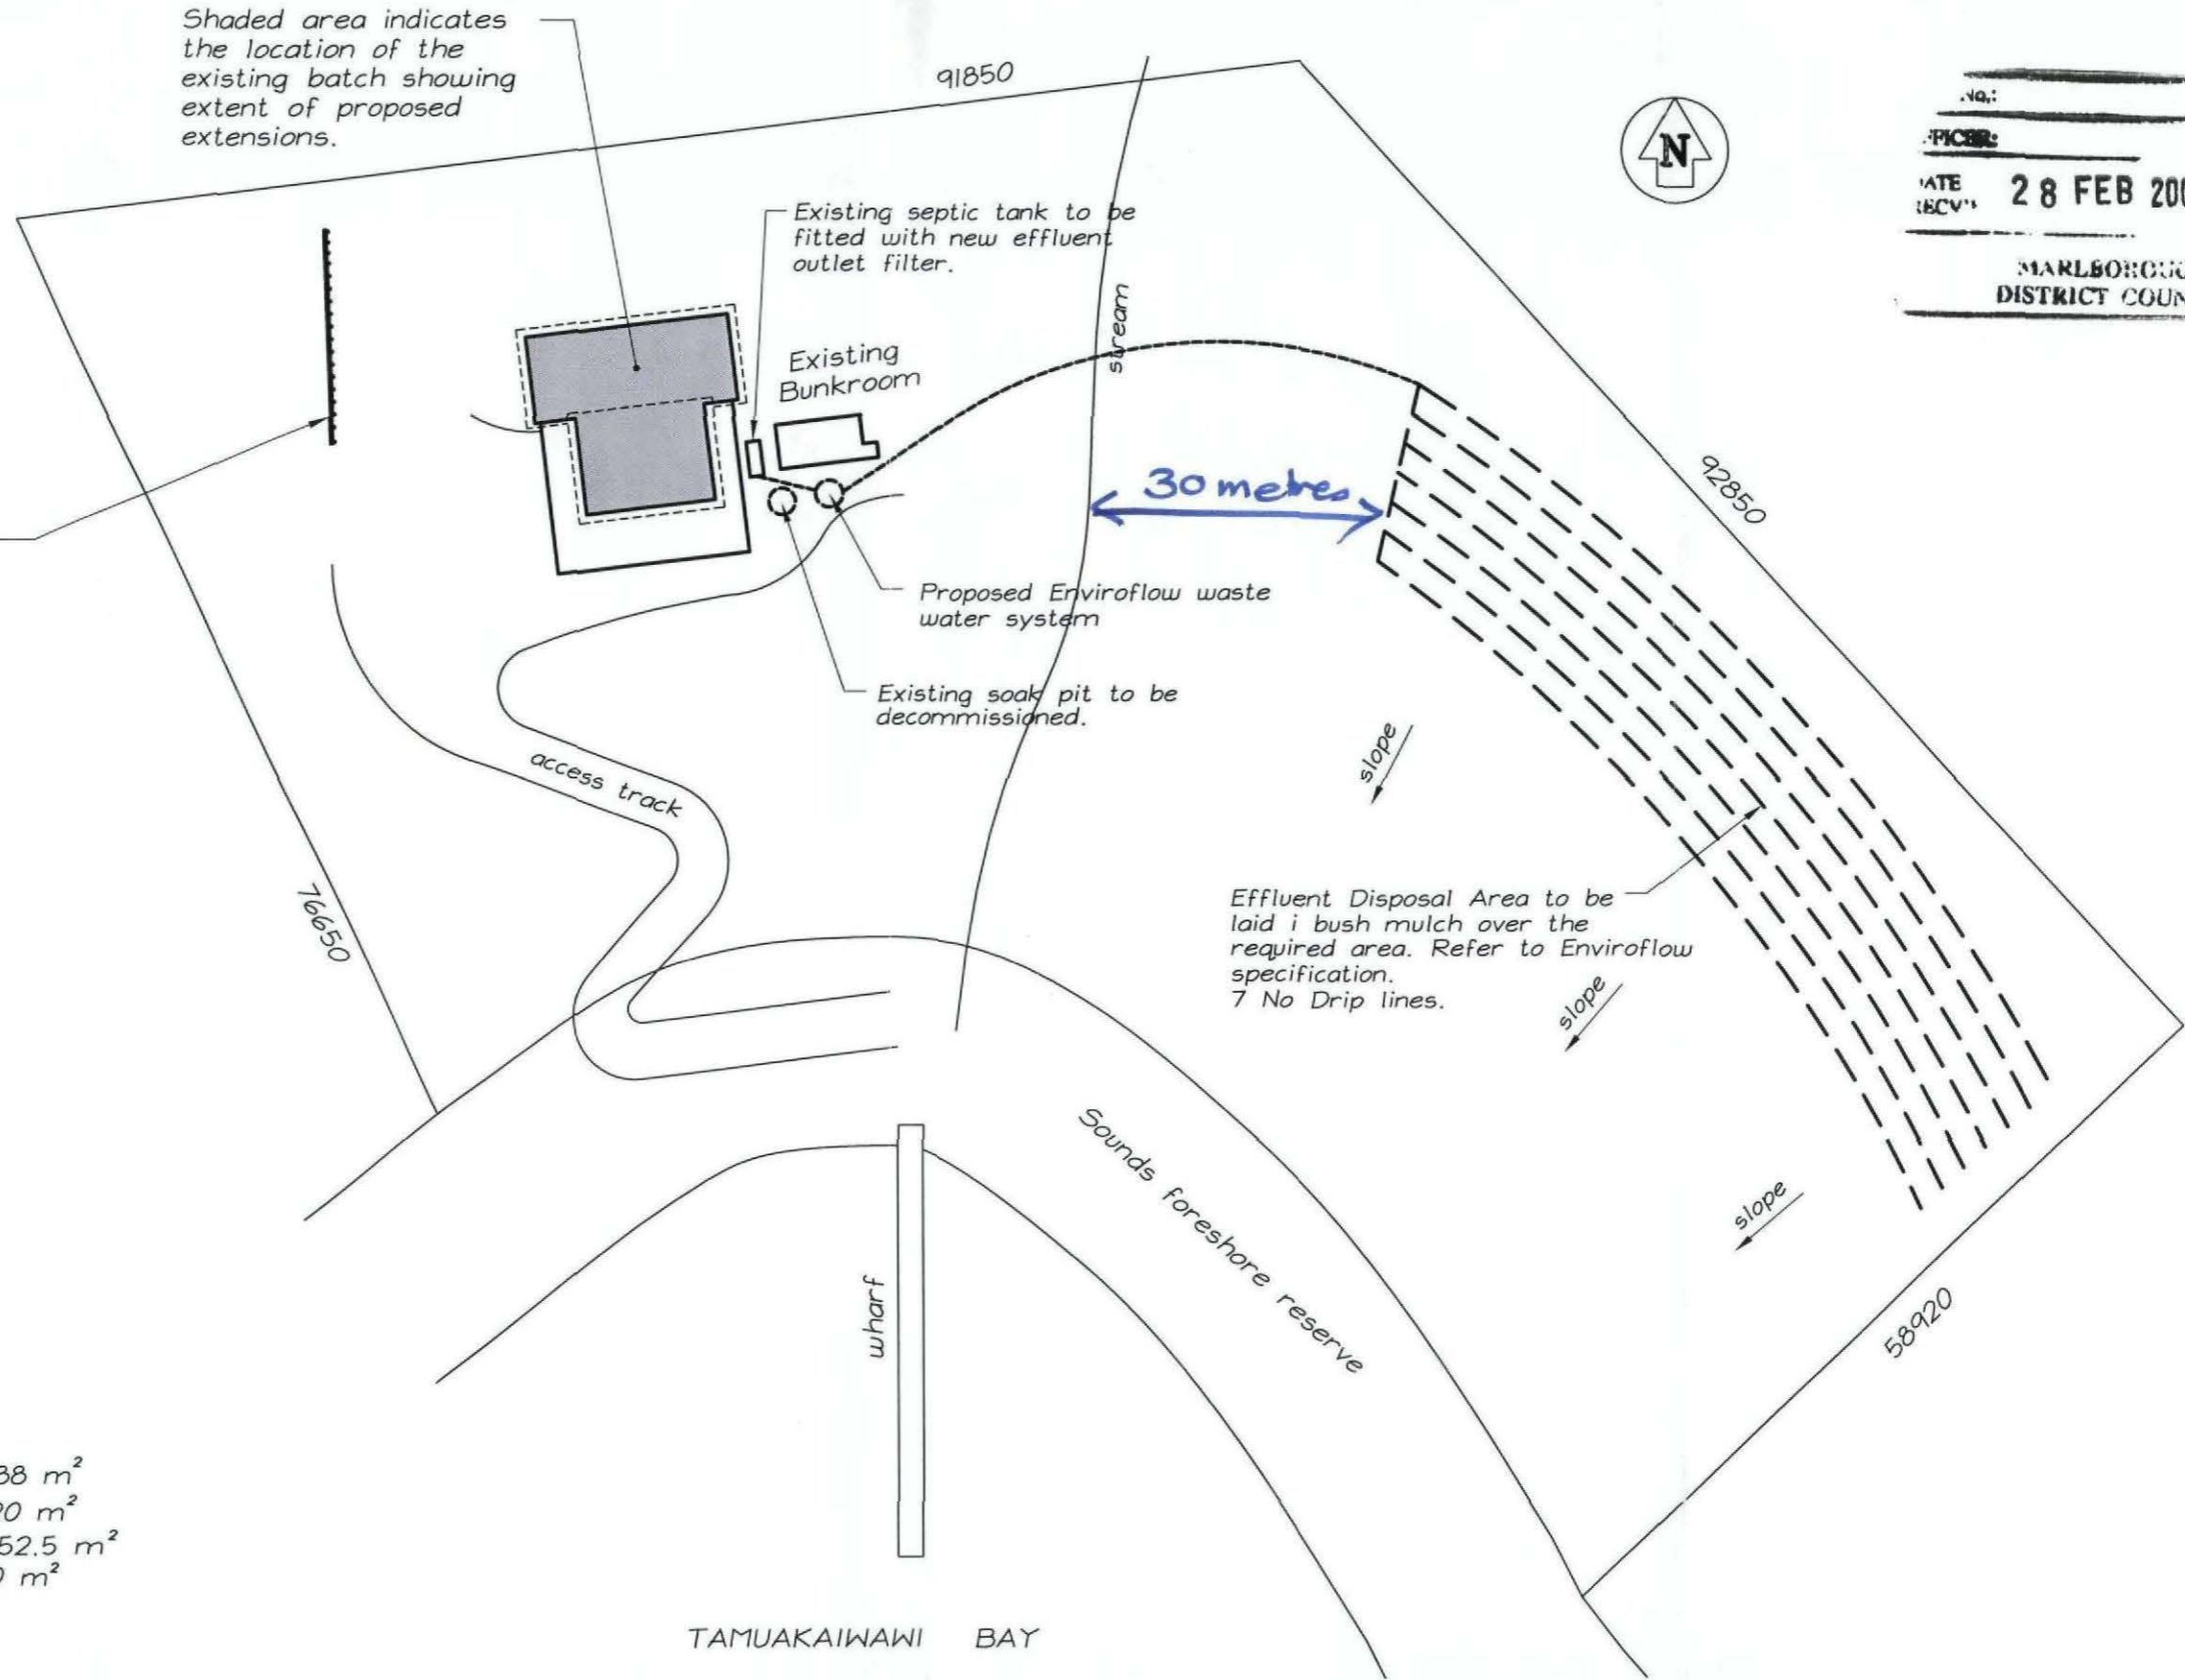 Shaded area indicates
the location of the
existing batch showing
extent of proposed
extensions.
91850
N
28 FEB
MARLBOROUG
DISTRICT COUN
Existing septic tank to be
fitted with new effluent
outlet filter.
stream
Existing
Bunkroom
30 metres
92850
Proposed Enviroflow waste
water system
Existing soak pit to be
decommissioned.
slope
access track
76650
Effluent Disposal Area to be
laid i bush mulch over the
required area. Refer to Enviroflow
specification.
7 No Drip lines.
slope
slope
Sounds foreshore reserve
58920
wharf
38 m²
20 m²
52.5 m²
m²
TAMUAKAIWAWI BAY